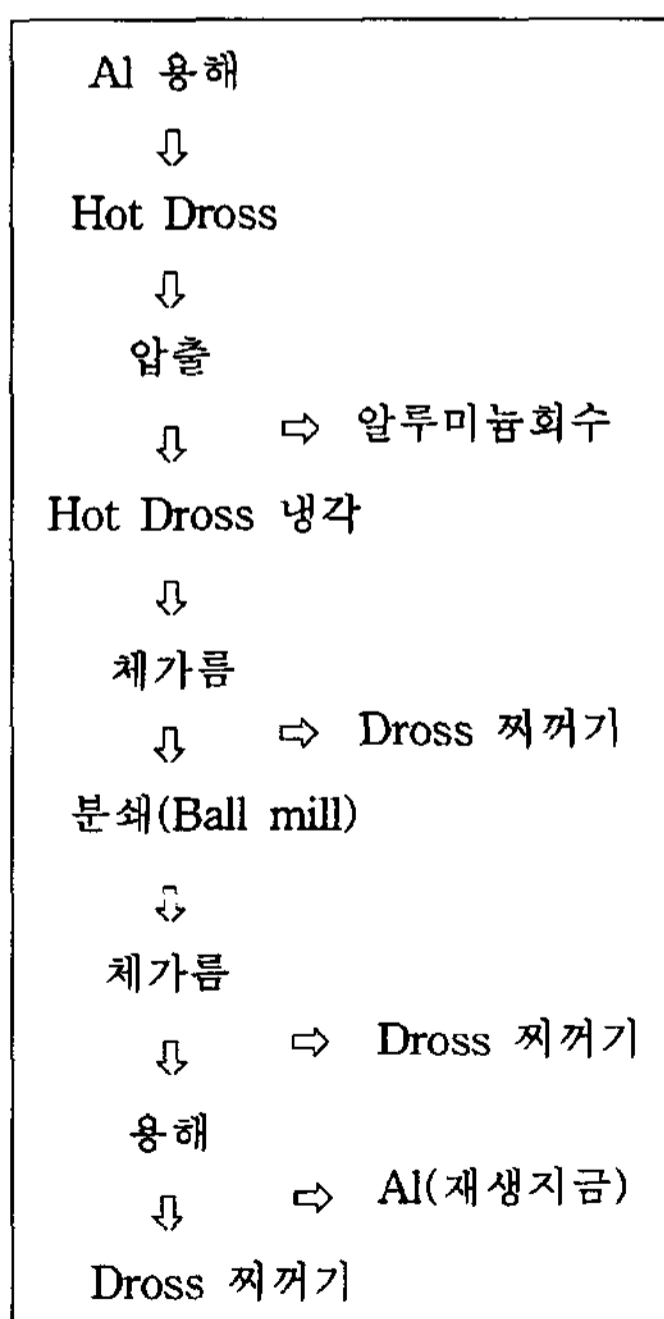 Al 용해
⇩
Hot Dross
⇩
압출
⇩ ⇨ 알루미늄회수
Hot Dross 냉각
⇩
체가름
⇩ ⇨ Dross 찌꺼기
분쇄(Ball mill)
⇩
체가름
⇩ ⇨ Dross 찌꺼기
용해
⇩ ⇨ Al(재생지금)
Dross 찌꺼기